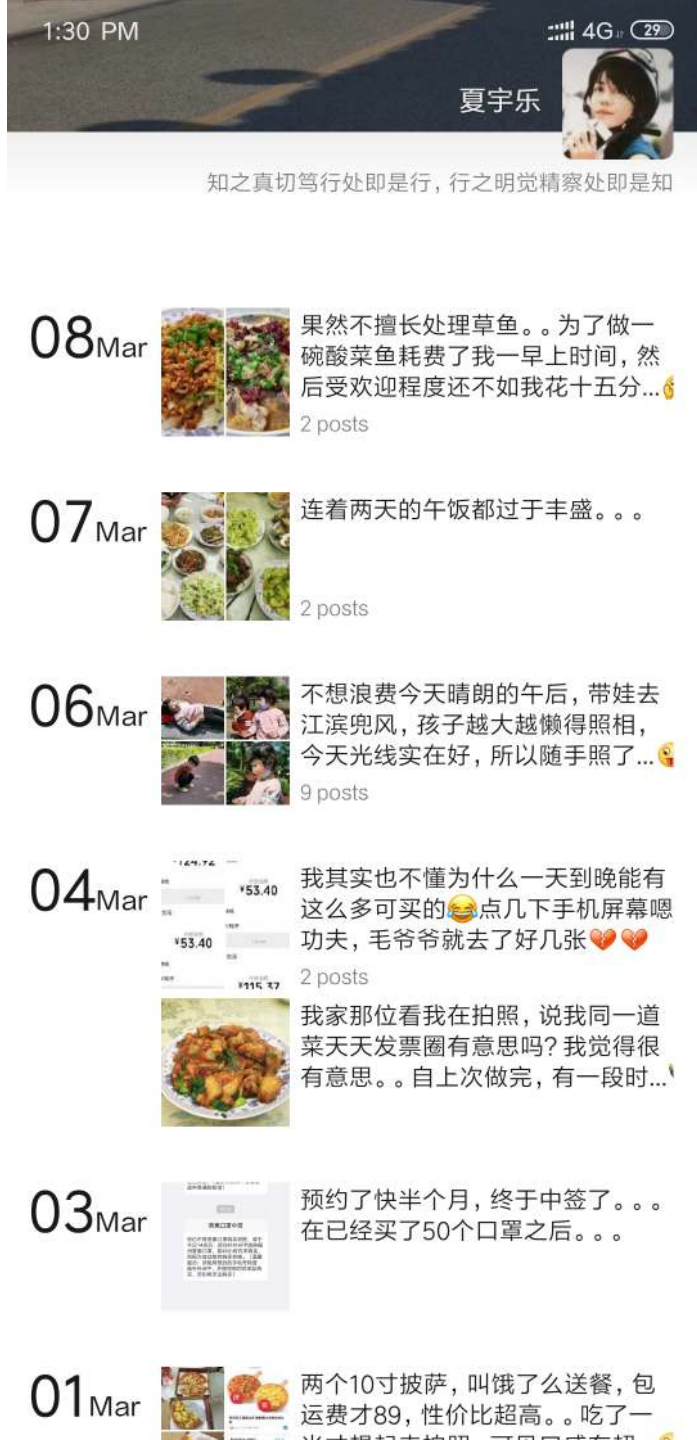 1:30 PM
4G 29
夏宇乐
知之真切笃行处即是行，行之明觉精察处即是知
08Mar
果然不擅长处理草鱼。。为了做一
碗酸菜鱼耗费了我一早上时间，然
后受欢迎程度还不如我花十五分...
2 posts
07Mar
连着两天的午饭都过于丰盛。。。
2 posts
06Mar
不想浪费今天晴朗的午后，带娃去
江滨兜风，孩子越大越懒得照相，
今天光线实在好，所以随手照了...😜
9 posts
04Mar
¥53.40
¥53.40
¥115.37
我其实也不懂为什么一天到晚能有
这么多可买的😂点几下手机屏幕嗯
功夫，毛爷爷就去了好几张💔💔
2 posts
我家那位看我在拍照，说我同一道
菜天天发票圈有意思吗？我觉得很
有意思。。自上次做完，有一段时...
03Mar
预约了快半个月，终于中签了。。。
在已经买了50个口罩之后。。。
01Mar
两个10寸披萨，叫饿了么送餐，包
运费才89，性价比超高。。吃了一